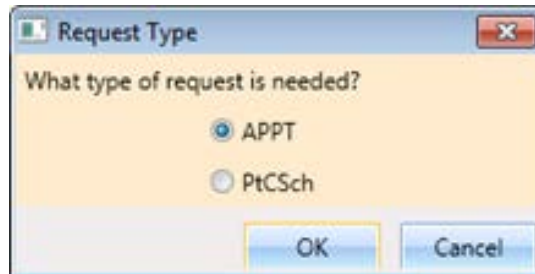 Request Type
What type of request is needed?
APPT
PtCSch
OK Cancel